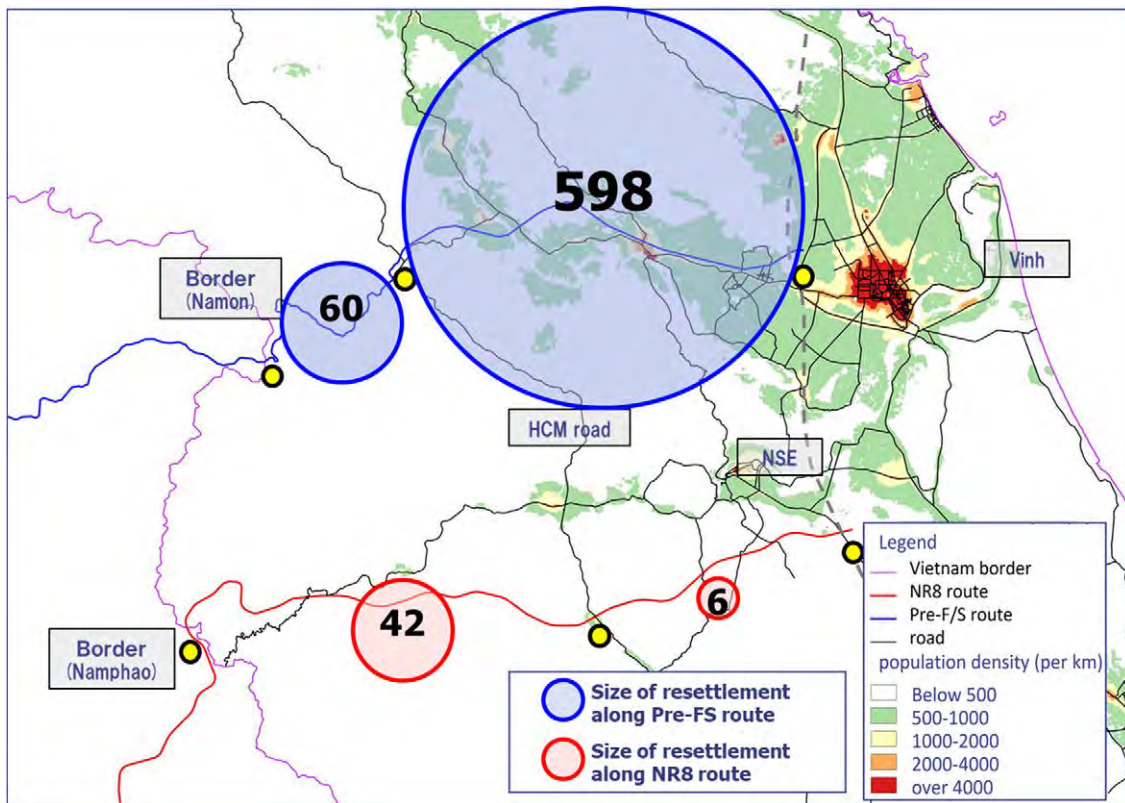 598
Vinh
Border
(Namon)
60
HCM road
NSE
42
6
Border
(Namphao)
Size of resettlement
along Pre-FS route
Size of resettlement
along NR8 route
Legend
Vietnam border
NR8 route
Pre-F/S route
road
population density (per km)
Below 500
500-1000
1000-2000
2000-4000
over 4000